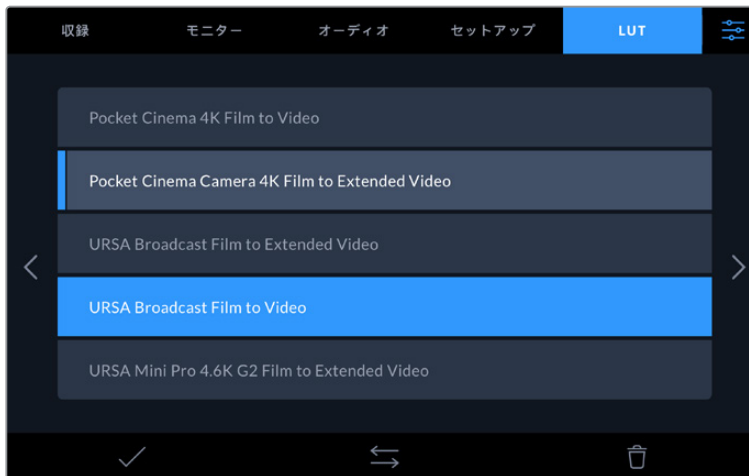 収録 モニター オーディオ セットアップ LUT
Pocket Cinema 4K Film to Video
Pocket Cinema Camera 4K Film to Extended Video
URSA Broadcast Film to Extended Video
URSA Broadcast Film to Video
URSA Mini Pro 4.6K G2 Film to Extended Video